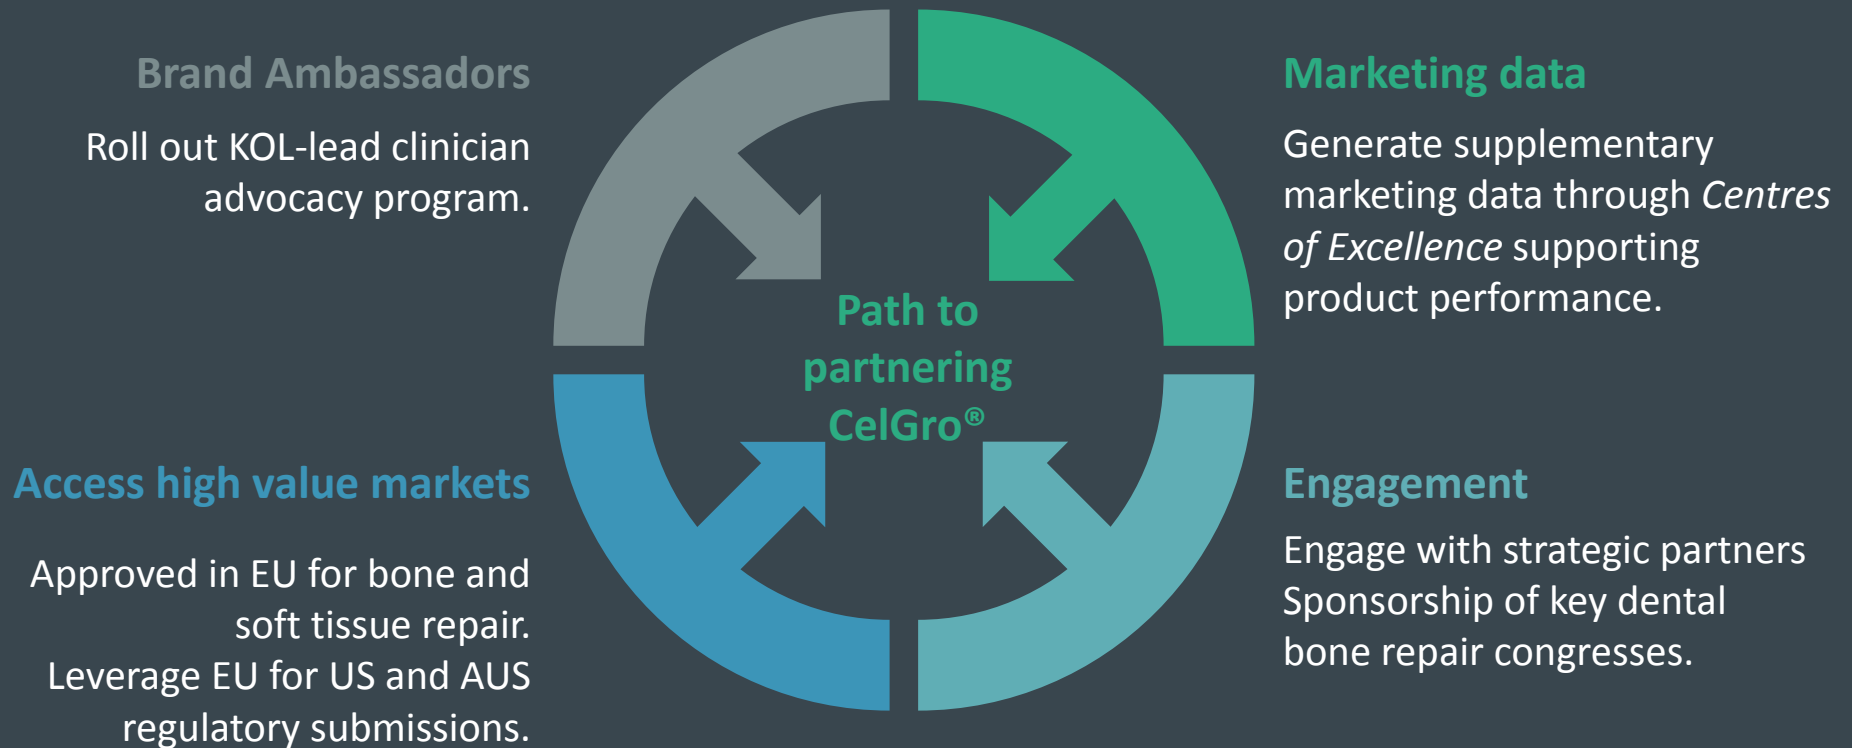 Brand Ambassadors
Roll out KOL-lead clinician
advocacy program.
Marketing data
Generate supplementary
marketing data through Centres
of Excellence supporting
product performance.
Path to
partnering
CelGro®
Access high value markets
Approved in EU for bone and
soft tissue repair.
Leverage EU for US and AUS
regulatory submissions.
Engagement
Engage with strategic partners
Sponsorship of key dental
bone repair congresses.